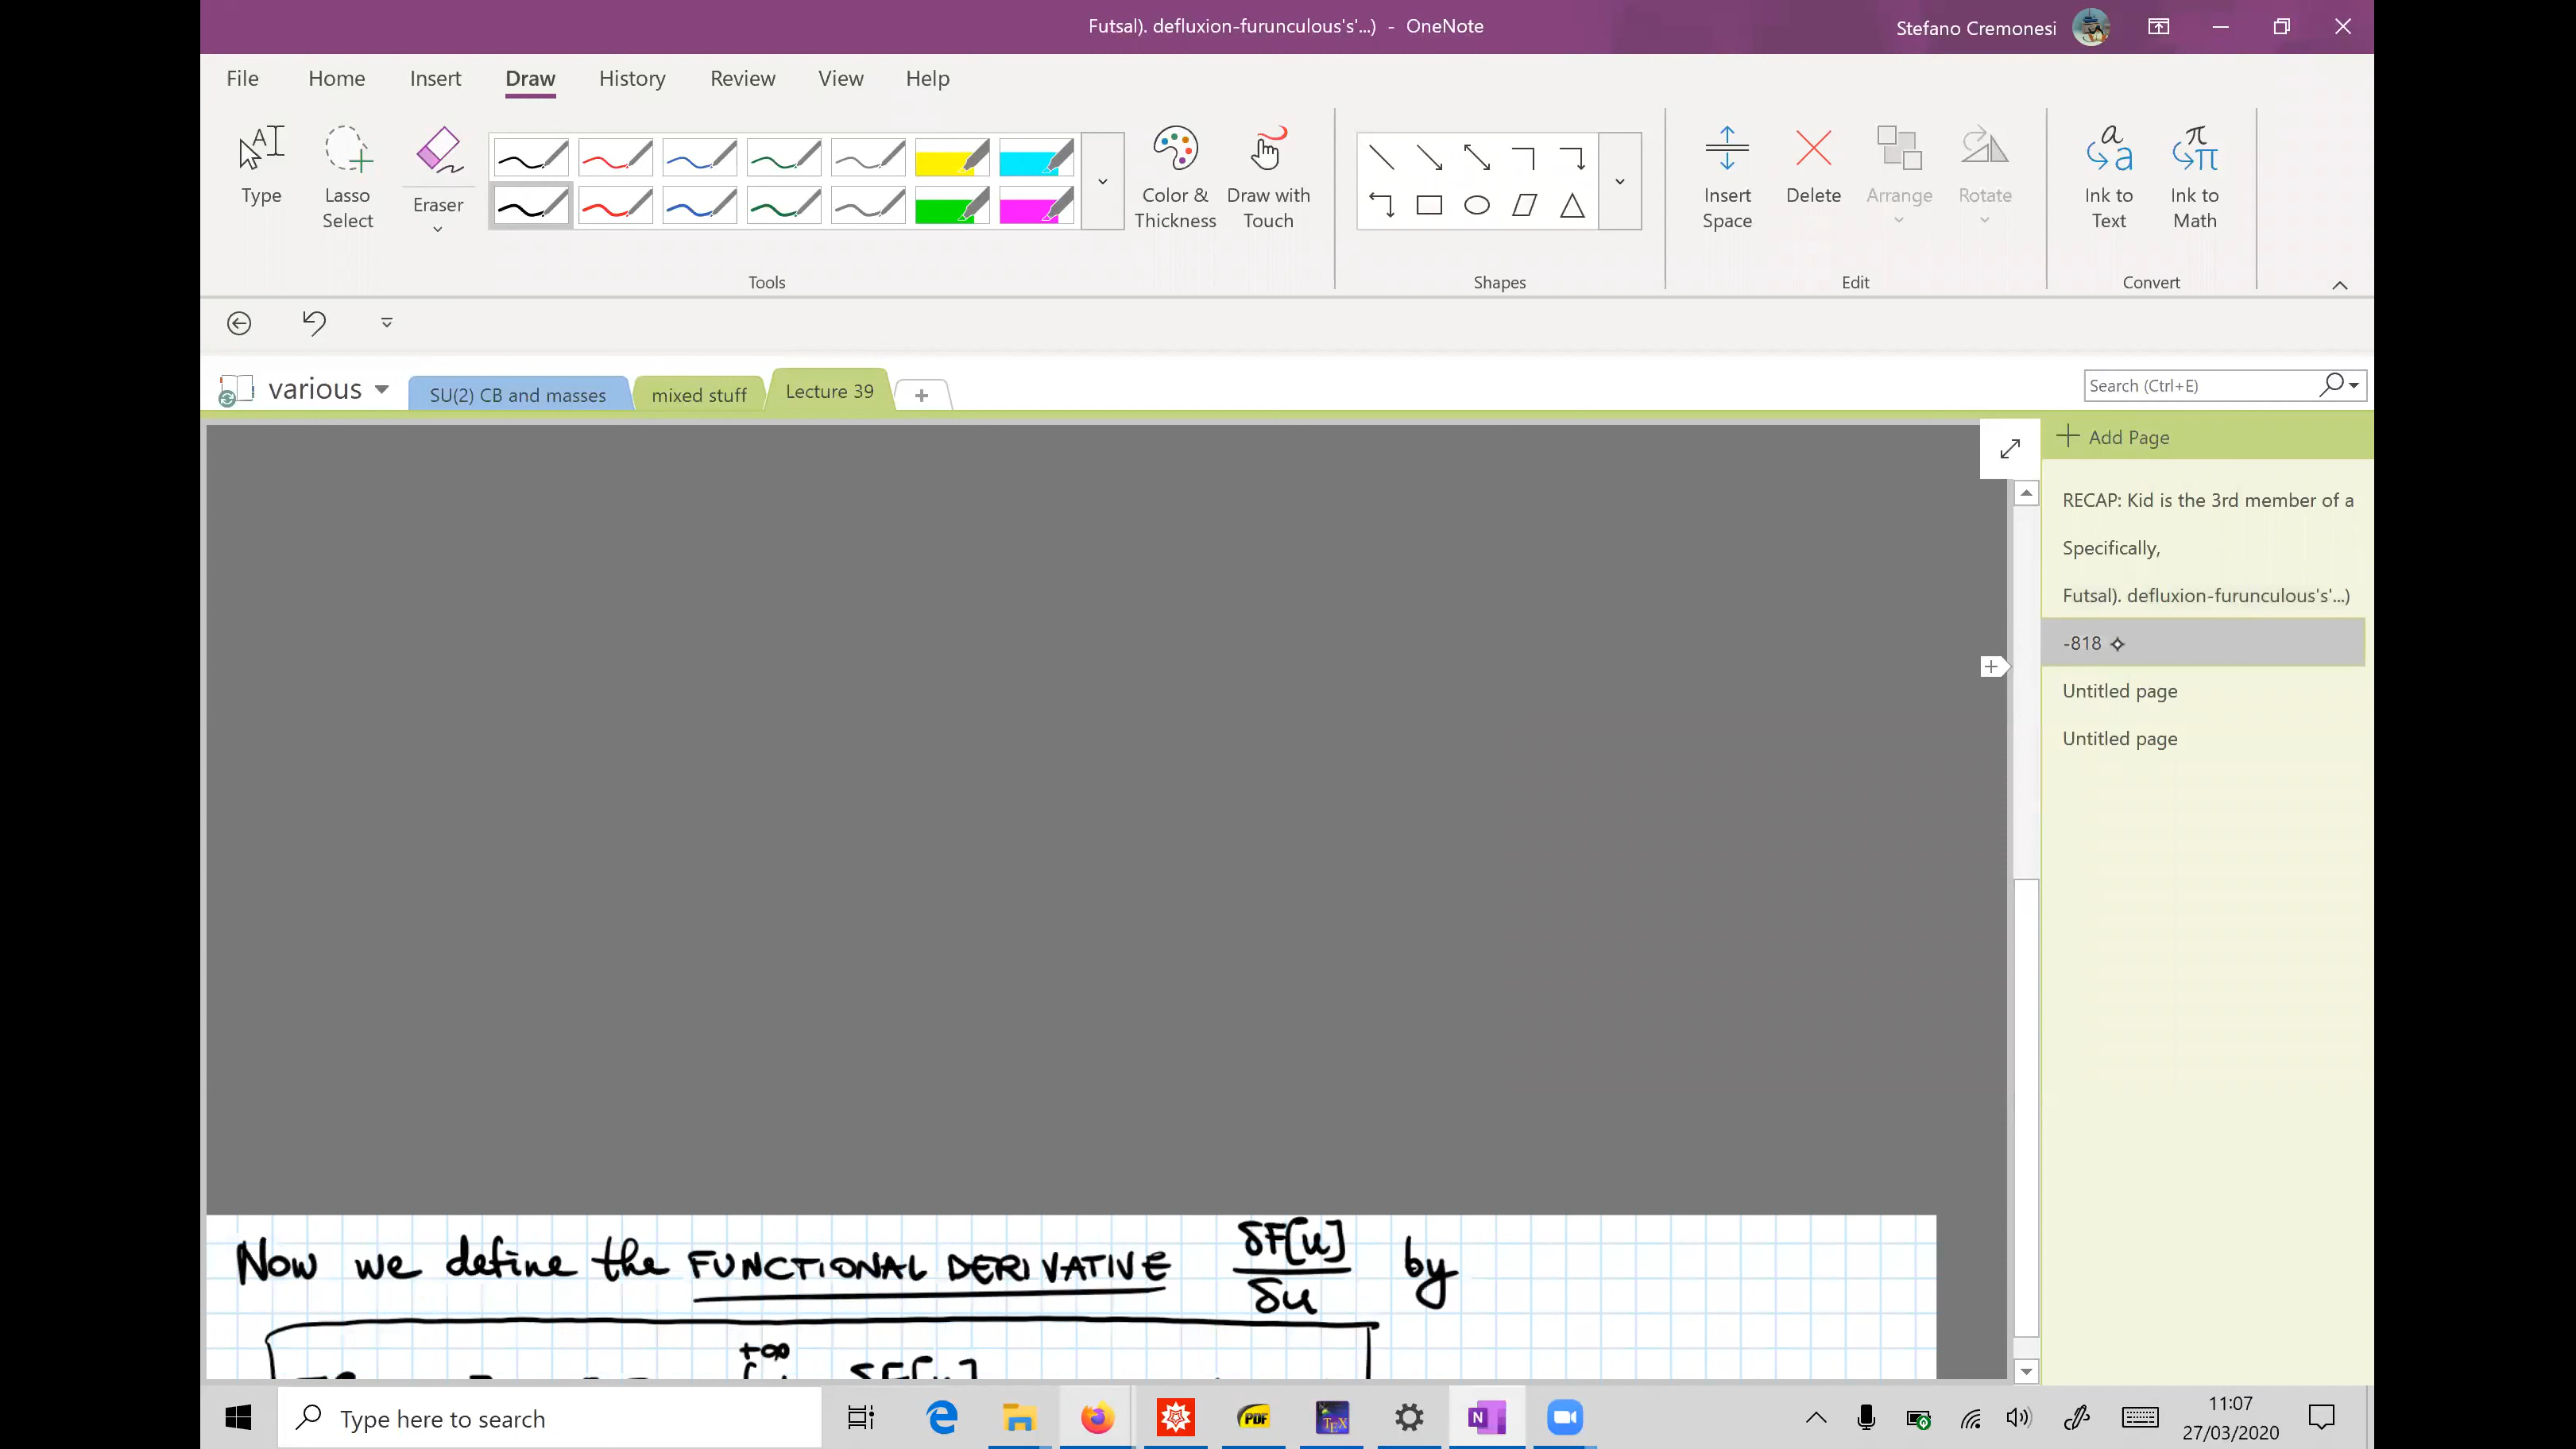 Futsal). defluxion-furunculous's'...) - OneNote
Stefano Cremonesi
File Home Insert Draw History Review View Help
Type
Lasso Select
Eraser
Color & Thickness
Draw with Touch
Insert Space
Delete
Arrange
Rotate
Ink to Text
Ink to Math
Tools
Shapes
Edit
Convert
various
SU(2) CB and masses
mixed stuff
Lecture 39
Search (Ctrl+E)
Add Page
RECAP: Kid is the 3rd member of a
Specifically,
Futsal). defluxion-furunculous's'...)
-818
Untitled page
Untitled page
Now we define the FUNCTIONAL DERIVATIVE δF[u]/δu by
+∞
δF[u]
Type here to search
PDF
TEX
N
11:07
27/03/2020